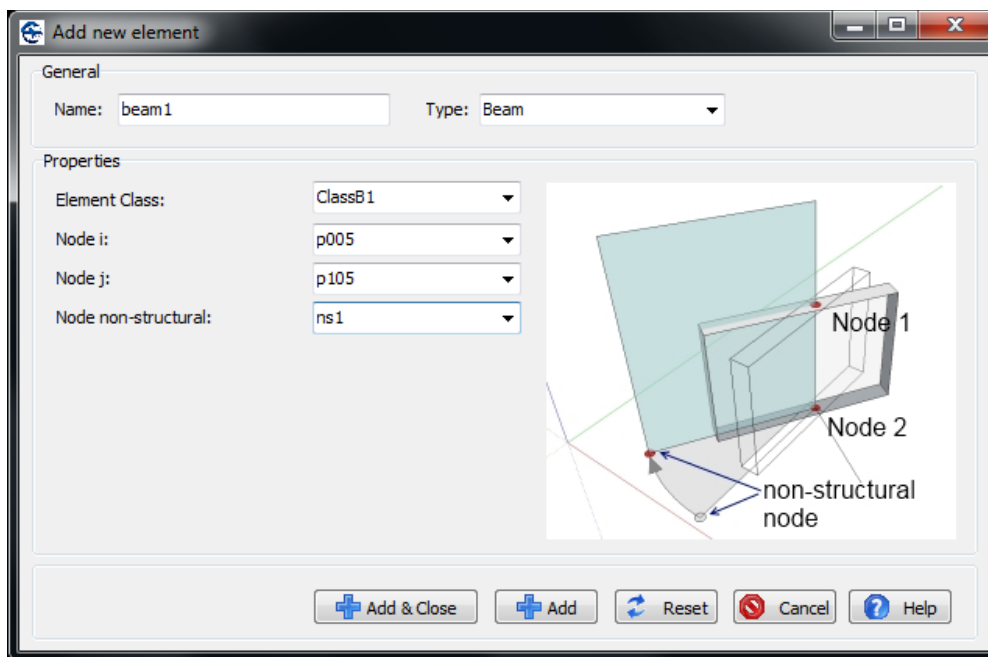 Add new element
General
Name: beam1 Type: Beam
Properties
Element Class: ClassB1
Node i: p005
Node j: p105
Node non-structural: ns1
Node 1
Node 2
non-structural
node
Add & Close Add Reset Cancel Help